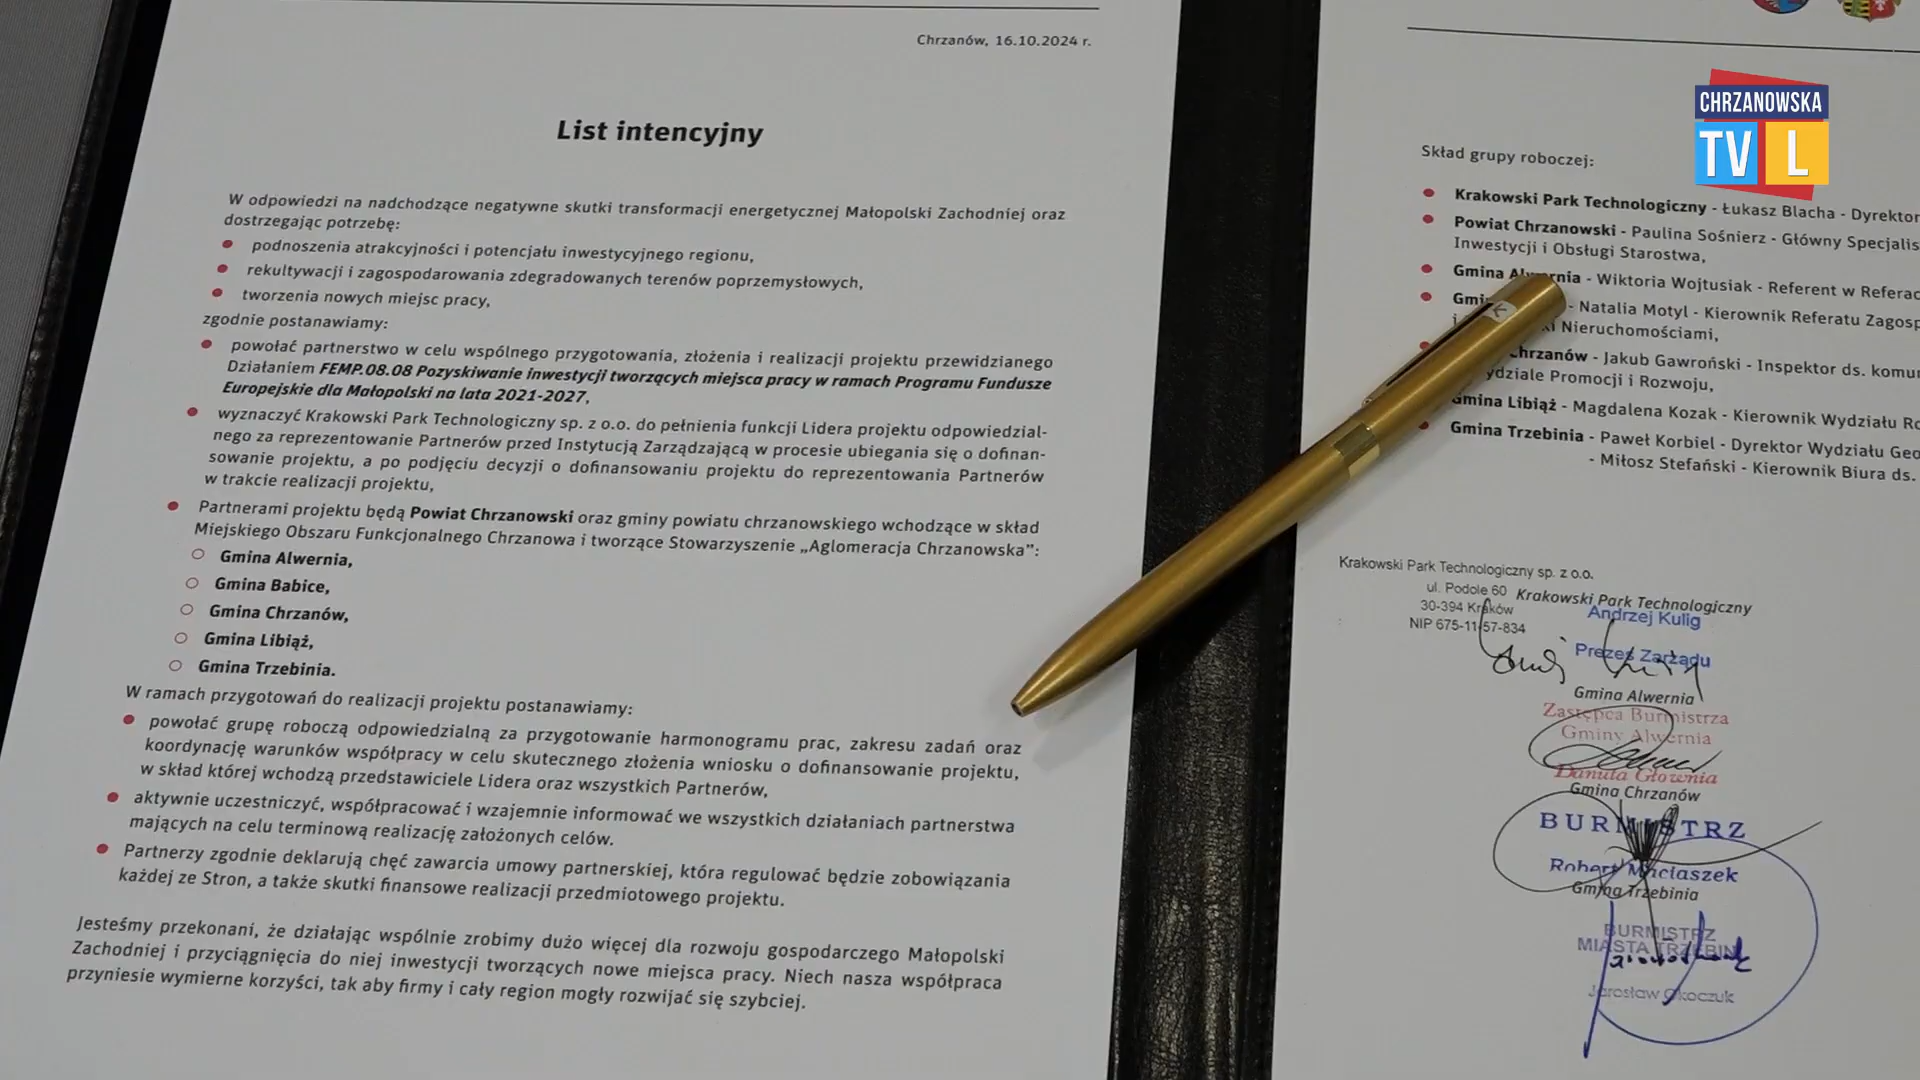 Chrzanów, 16.10.2024 r.
List intencyjny
W odpowiedzi na nadchodzące negatywne skutki transformacji energetycznej Małopolski Zachodniej oraz
dostrzegając potrzebę:
podnoszenia atrakcyjności i potencjału inwestycyjnego regionu,
rekultywacji i zagospodarowania zdegradowanych terenów poprzemysłowych,
tworzenia nowych miejsc pracy,
zgodnie postanawiamy:
powołać partnerstwo w celu wspólnego przygotowania, złożenia i realizacji projektu przewidzianego
Działaniem FEMP.08.08 Pozyskiwanie inwestycji tworzących miejsca pracy w ramach Programu Fundusze
Europejskie dla Małopolski na lata 2021-2027,
wyznaczyć Krakowski Park Technologiczny sp. z o.o. do pełnienia funkcji Lidera projektu odpowiedzial-
nego za reprezentowanie Partnerów przed Instytucją Zarządzającą w procesie ubiegania się o dofinan-
sowanie projektu, a po podjęciu decyzji o dofinansowaniu projektu do reprezentowania Partnerów
w trakcie realizacji projektu,
Partnerami projektu będą Powiat Chrzanowski oraz gminy powiatu chrzanowskiego wchodzące w skład
Miejskiego Obszaru Funkcjonalnego Chrzanowa i tworzące Stowarzyszenie „Aglomeracja Chrzanowska”:
Gmina Alwernia,
Gmina Babice,
Gmina Chrzanów,
Gmina Libiąż,
Gmina Trzebinia.
W ramach przygotowań do realizacji projektu postanawiamy:
powołać grupę roboczą odpowiedzialną za przygotowanie harmonogramu prac, zakresu zadań oraz
koordynację warunków współpracy w celu skutecznego złożenia wniosku o dofinansowanie projektu,
w skład której wchodzą przedstawiciele Lidera oraz wszystkich Partnerów,
aktywnie uczestniczyć, współpracować i wzajemnie informować we wszystkich działaniach partnerstwa
mających na celu terminową realizację założonych celów.
Partnerzy zgodnie deklarują chęć zawarcia umowy partnerskiej, która regulować będzie zobowiązania
każdej ze Stron, a także skutki finansowe realizacji przedmiotowego projektu.
Jesteśmy przekonani, że działając wspólnie zrobimy dużo więcej dla rozwoju gospodarczego Małopolski
Zachodniej i przyciągnięcia do niej inwestycji tworzących nowe miejsca pracy. Niech nasza współpraca
przyniesie wymierne korzyści, tak aby firmy i cały region mogły rozwijać się szybciej.
CHRZANOWSKA
TV L
Skład grupy roboczej:
Krakowski Park Technologiczny - Łukasz Blacha - Dyrektor
Powiat Chrzanowski - Paulina Sośnierz - Główny Specjalis
Inwestycji i Obsługi Starostwa,
Gmina Alwernia - Wiktoria Wojtusiak - Referent w Referac
- Natalia Motyl - Kierownik Referatu Zagosp
i Nieruchomościami,
Chrzanów - Jakub Gawroński - Inspektor ds. komu
ydziale Promocji i Rozwoju,
Gmina Libiąż - Magdalena Kozak - Kierownik Wydziału Ro
Gmina Trzebinia - Paweł Korbiel - Dyrektor Wydziału Geo
- Miłosz Stefański - Kierownik Biura ds.
Krakowski Park Technologiczny sp. z o.o.
ul. Podole 60
30-394 Kraków
NIP 675-11-57-834
Krakowski Park Technologiczny
Andrzej Kulig
Prezes Zarządu
Gmina Alwernia
Zastępca Burmistrza
Gminy Alwernia
Danuta Głownia
Gmina Chrzanów
BURMISTRZ
Robert Maciaszek
Gmina Trzebinia
BURMISTRZ
MIASTA TRZEBINI
Jarosław Okoczuk